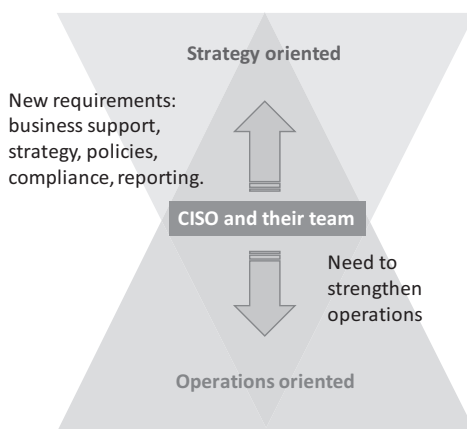 Strategy oriented
New requirements:
business support,
strategy, policies,
compliance, reporting.
CISO and their team
Need to
strengthen
operations
Operations oriented